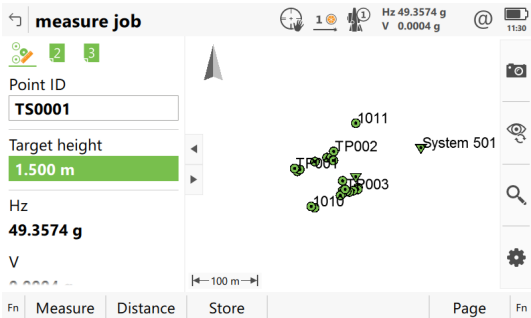 measure job
1
1
Hz 49.3574 g
V 0.0004 g
@
11:30
2
3
Point ID
TS0001
Target height
1.500 m
Hz
49.3574 g
V
1011
TP002
System 501
TP001
TP003
1010
100 m
Fn
Measure
Distance
Store
Page
Fn